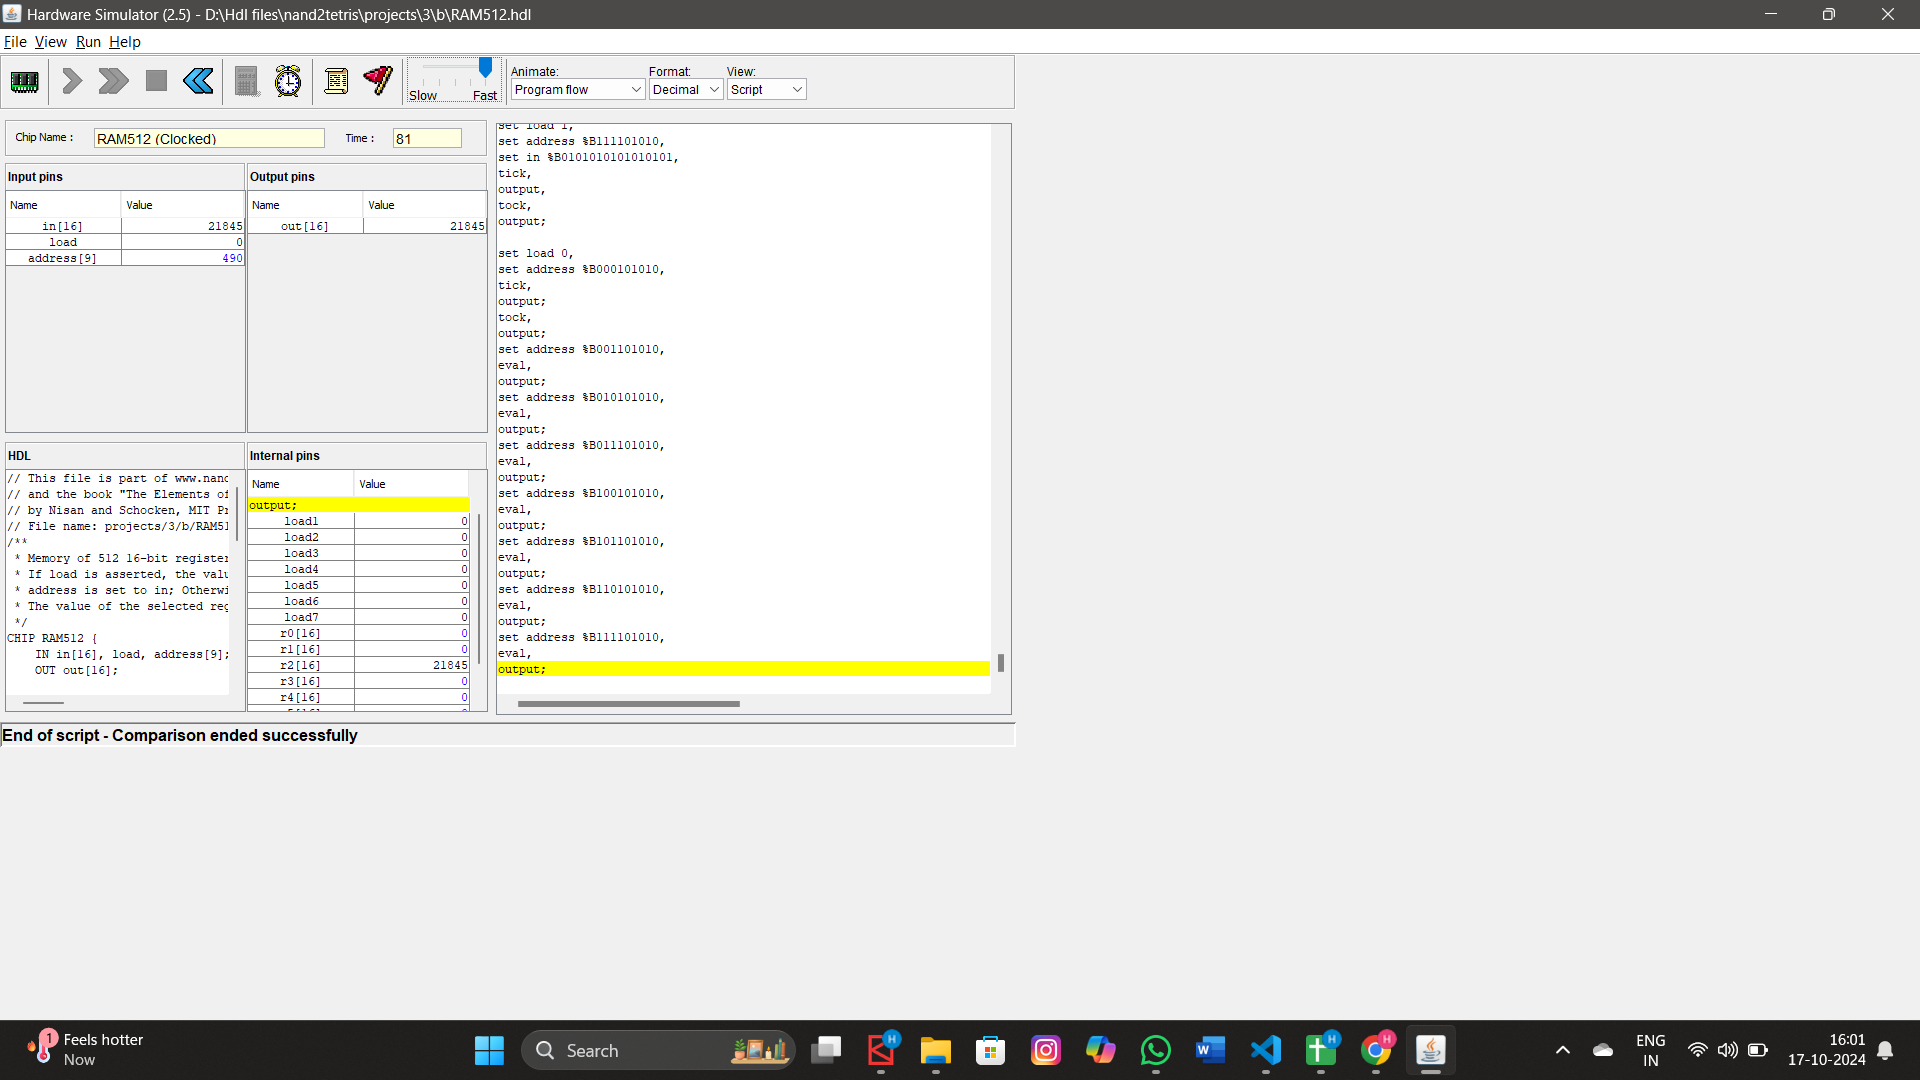 Hardware Simulator (2.5) - D:\Hdl files\nand2tetris\projects\3\b\RAM512.hdl
File View Run Help
Slow Fast
Animate: Format: View:
Program flow Decimal Script
Chip Name : RAM512 (Clocked) Time : 81
Input pins
Name Value
in[16] 21845
load 0
address[9] 490
Output pins
Name Value
out[16] 21845
HDL
// This file is part of www.nand
// and the book "The Elements of
// by Nisan and Schocken, MIT Pr
// File name: projects/3/b/RAM51
/**
* Memory of 512 16-bit register
* If load is asserted, the valu
* address is set to in; Otherwi
* The value of the selected reg
*/
CHIP RAM512 {
IN in[16], load, address[9];
OUT out[16];
Internal pins
Name Value
output;
load1 0
load2 0
load3 0
load4 0
load5 0
load6 0
load7 0
r0[16] 0
r1[16] 0
r2[16] 21845
r3[16] 0
r4[16] 0
set load 1,
set address %B111101010,
set in %B0101010101010101,
tick,
output,
tock,
output;
set load 0,
set address %B000101010,
tick,
output;
tock,
output;
set address %B001101010,
eval,
output;
set address %B010101010,
eval,
output;
set address %B011101010,
eval,
output;
set address %B100101010,
eval,
output;
set address %B101101010,
eval,
output;
set address %B110101010,
eval,
output;
set address %B111101010,
eval,
output;
End of script - Comparison ended successfully
1
Feels hotter
Now
Search
H
H
H
ENG
IN
16:01
17-10-2024